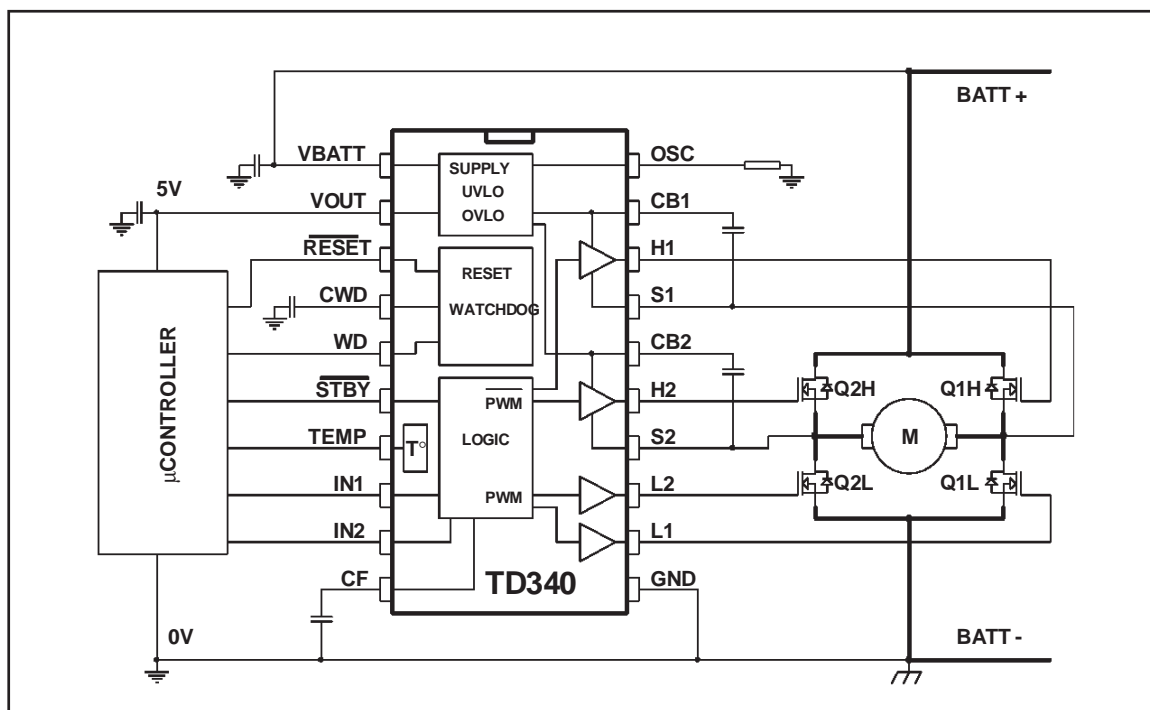 BATT +
VBATT
OSC
SUPPLY
UVLO
OVLO
5V
VOUT
CB1
RESET
H1
RESET
CWD
WATCHDOG
S1
WD
CB2
STBY
PWM
H2
Q2H
Q1H
µCONTROLLER
TEMP
T°
LOGIC
S2
M
IN1
PWM
L2
Q2L
Q1L
IN2
L1
CF
TD340
GND
0V
BATT -